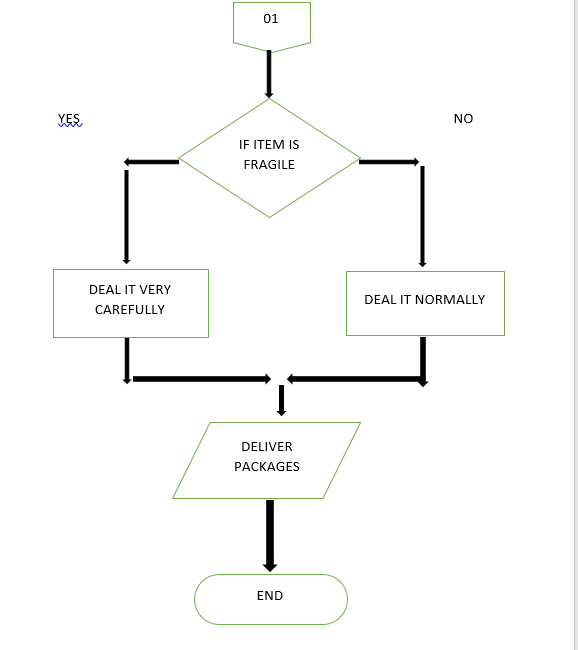 01
YES
NO
IF ITEM IS
FRAGILE
DEAL IT VERY
CAREFULLY
DEAL IT NORMALLY
DELIVER
PACKAGES
END